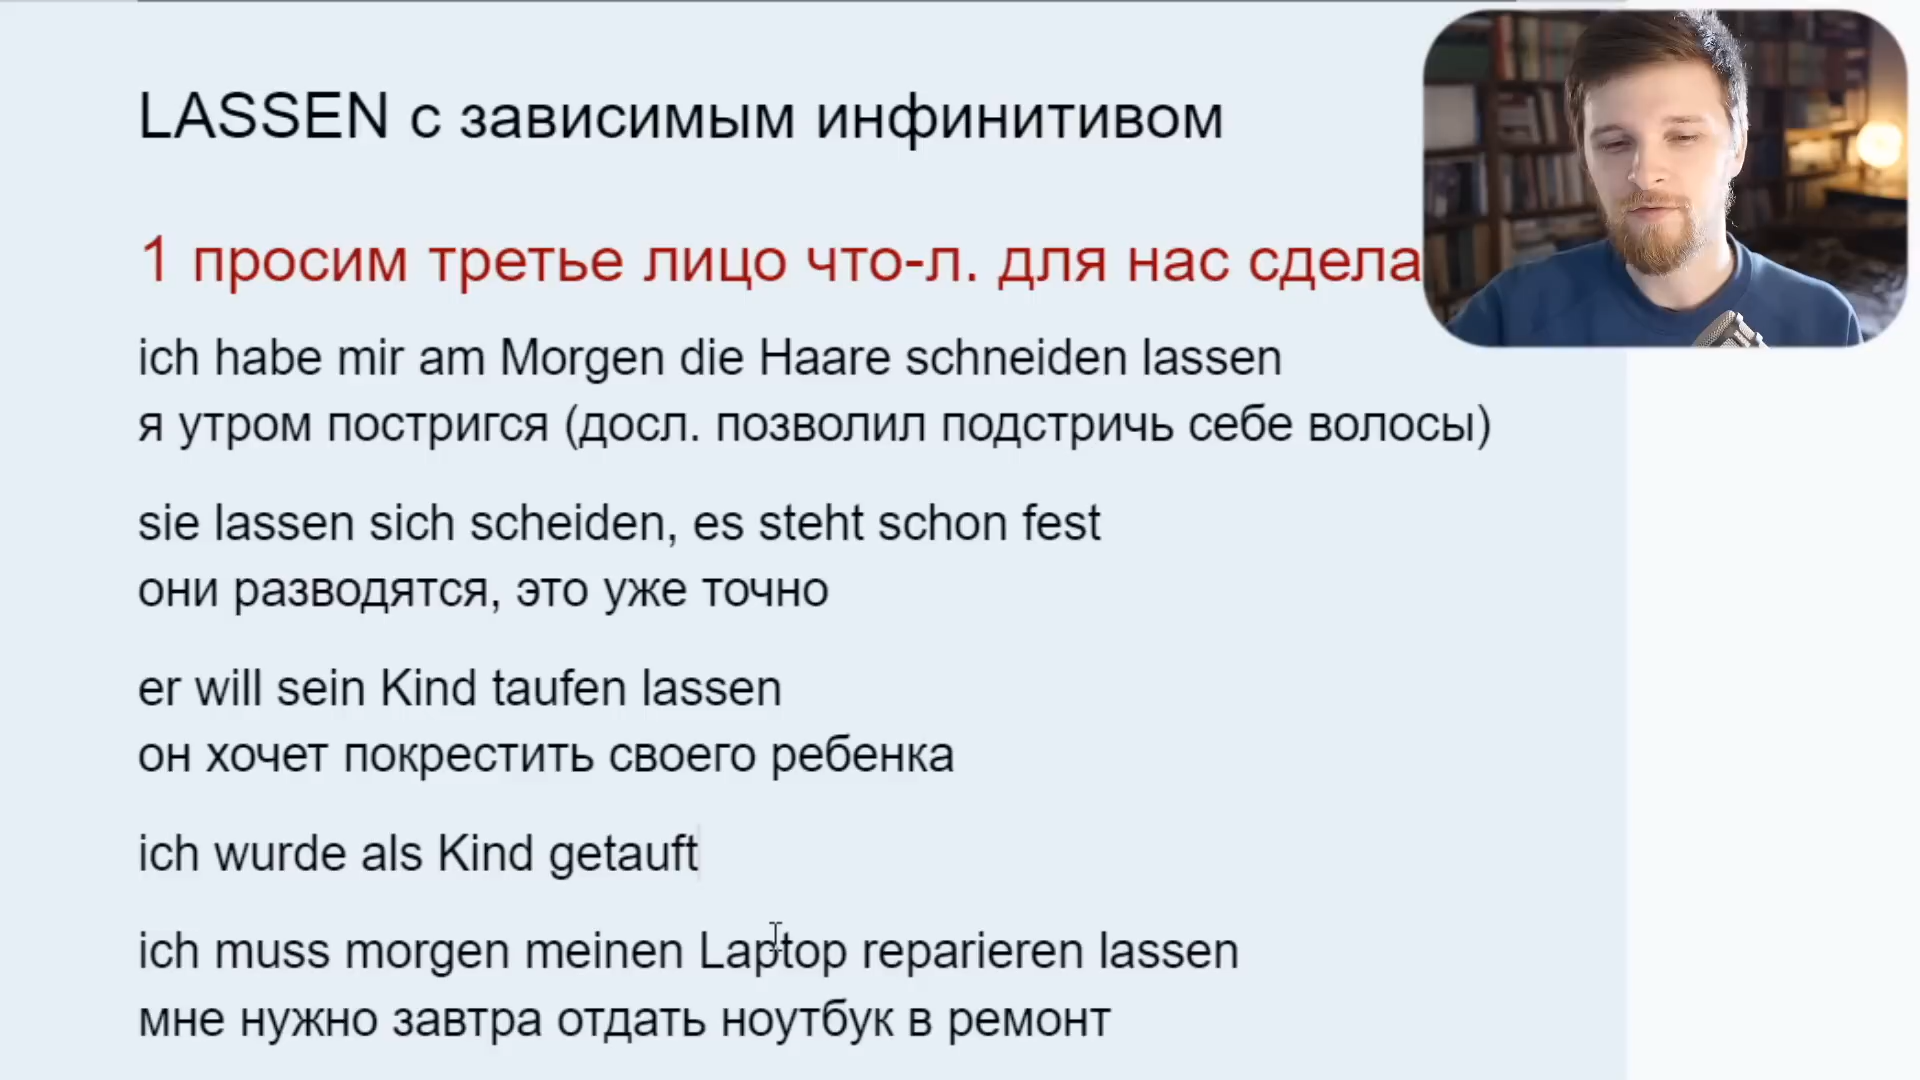 LASSEN с зависимым инфинитивом
1 просим третье лицо что-л. для нас
ich habe mir am Morgen die Haare schneiden lassen
я утром постригся (досл. позволил подстричь себе волосы)
sie lassen sich scheiden, es steht schon fest
они разводятся, это уже точно
er will sein Kind taufen lassen
он хочет покрестить своего ребенка
ich wurde als Kind getauft
ich muss morgen meinen Laptop reparieren lassen
мне нужно завтра отдать ноутбук в ремонт